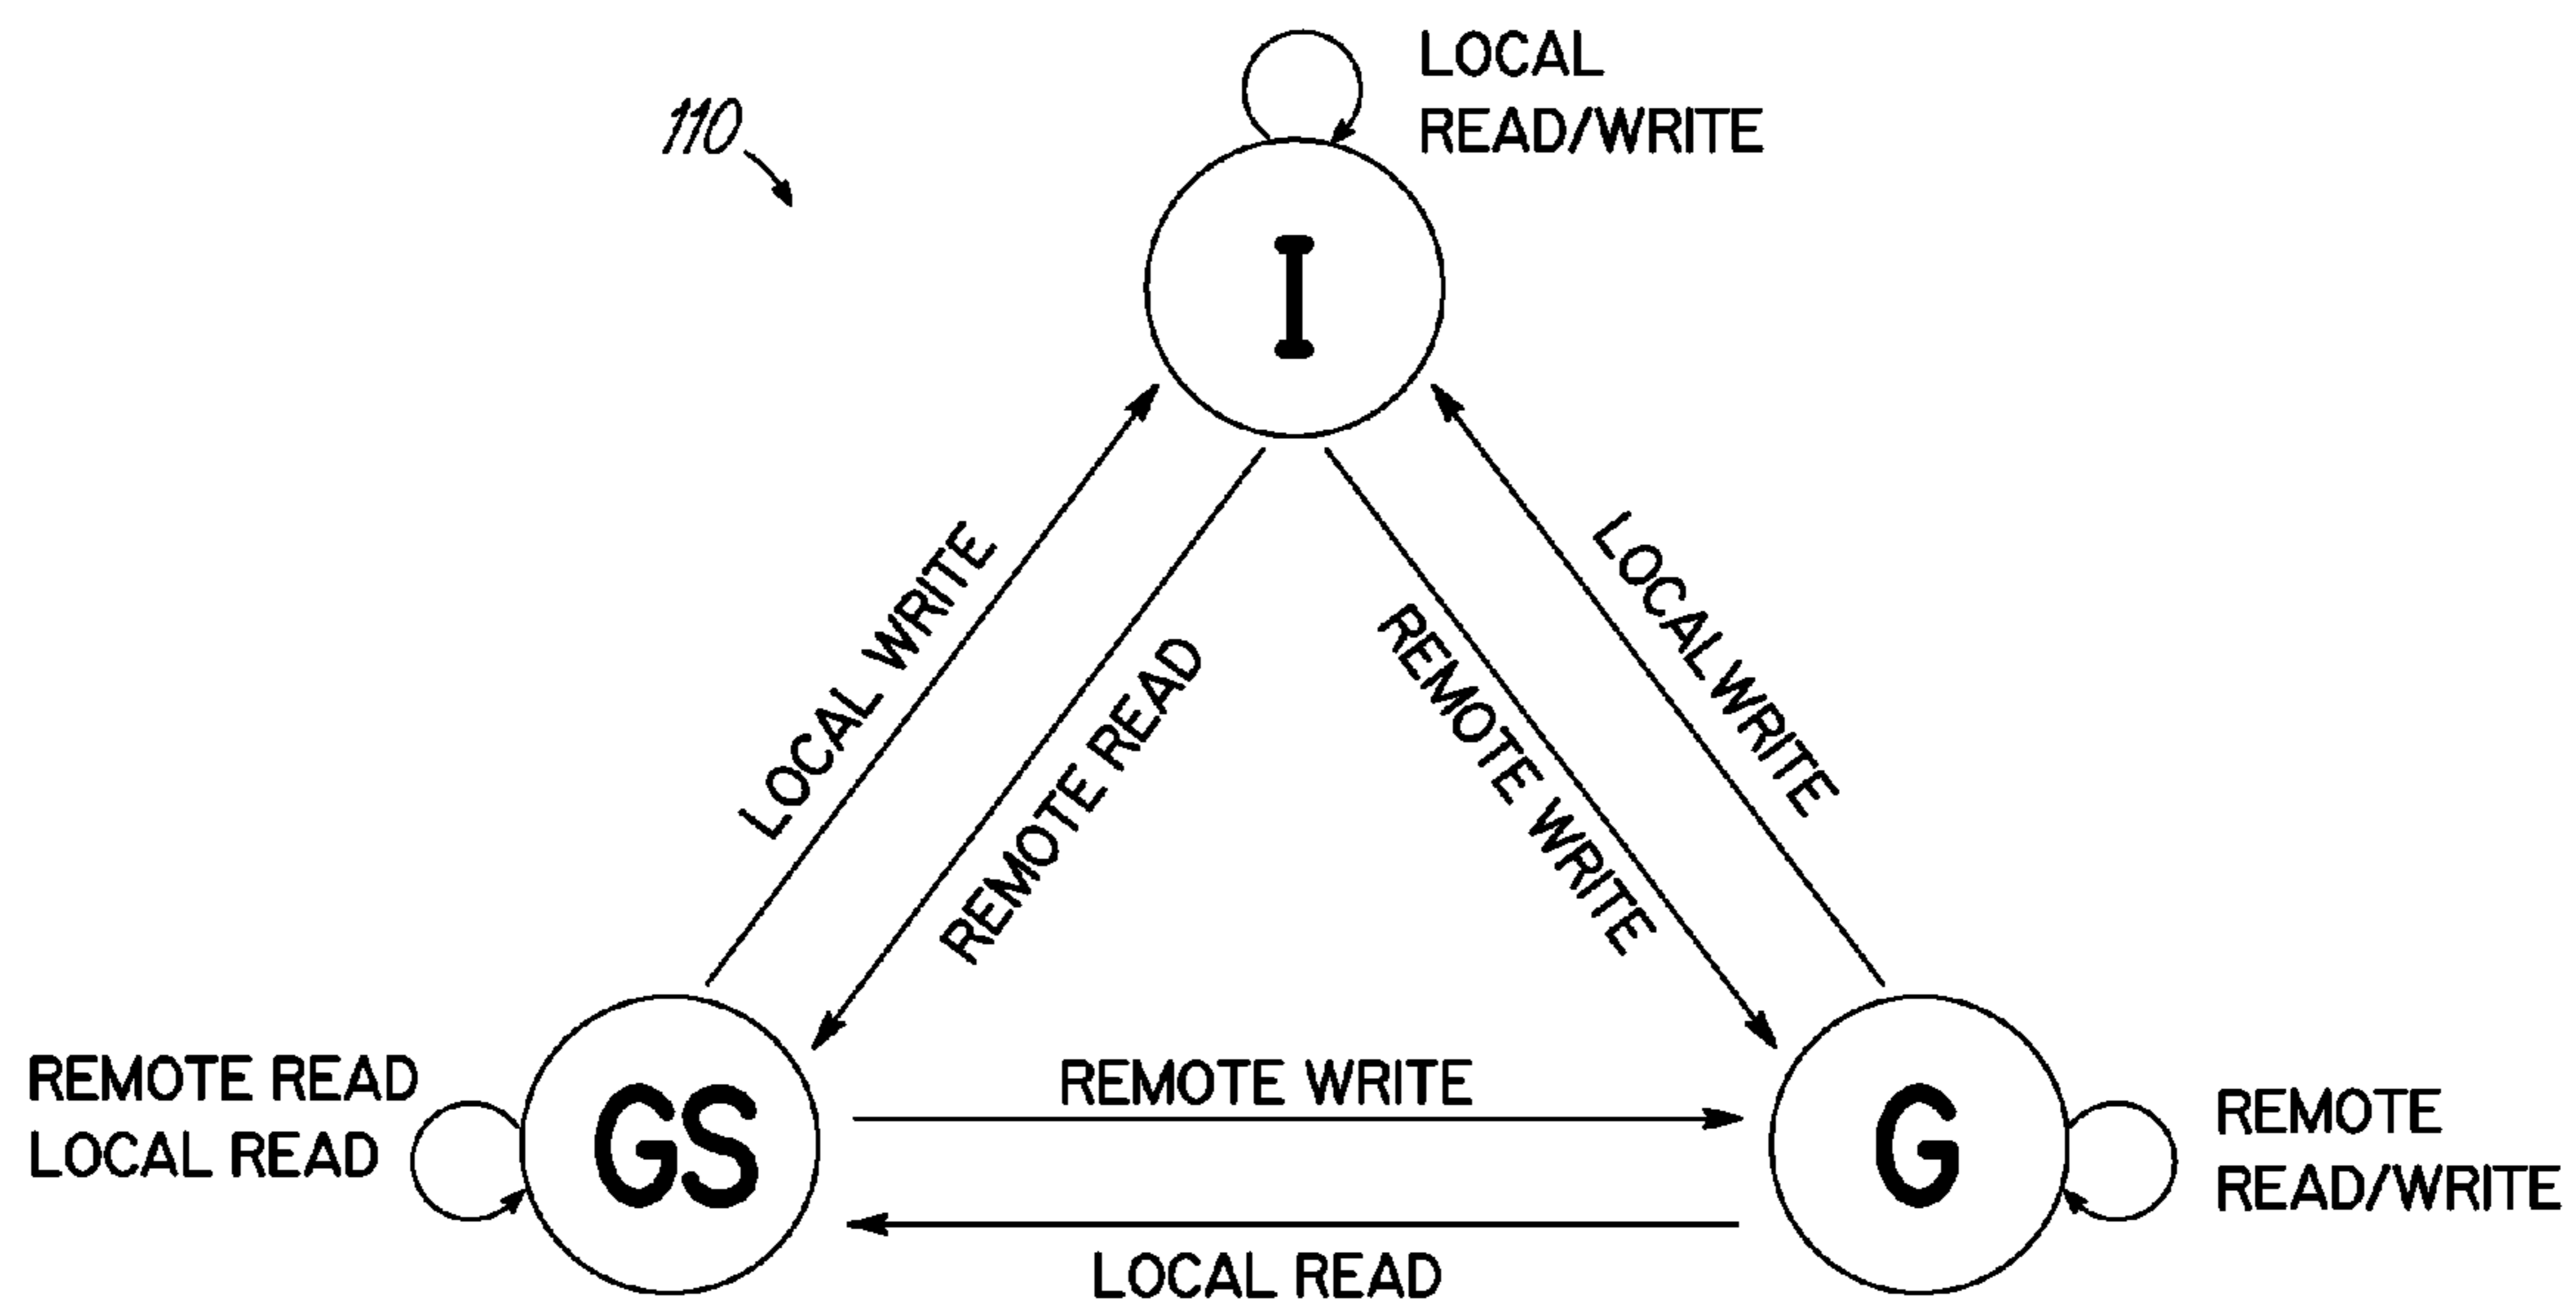 110
LOCAL
READ/WRITE
I
LOCAL WRITE
REMOTE READ
REMOTE WRITE
LOCAL WRITE
REMOTE READ
LOCAL READ
GS
REMOTE WRITE
LOCAL READ
G
REMOTE
READ/WRITE